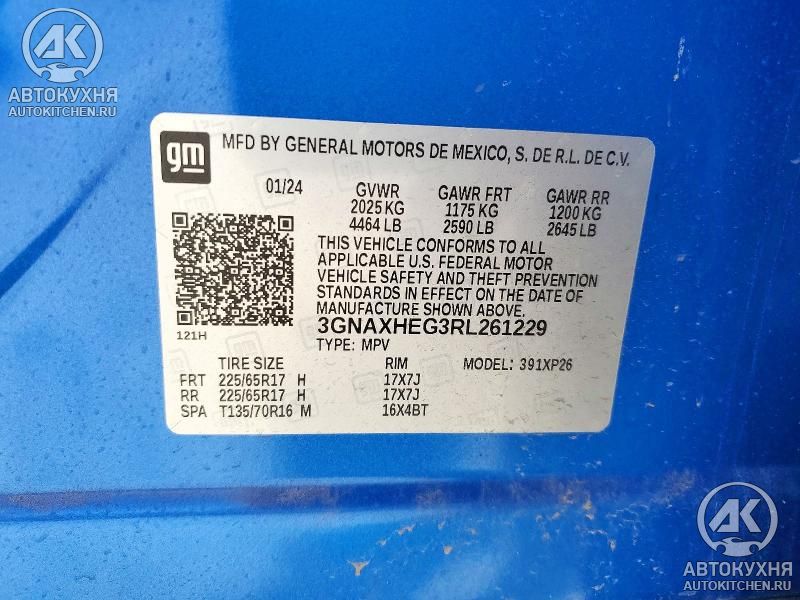 АК
АВТОКУХНЯ
AUTOKITCHEN.RU
gm
MFD BY GENERAL MOTORS DE MEXICO, S. DE R.L. DE C.V.
01/24 GVWR GAWR FRT GAWR RR
2025 KG 1175 KG 1200 KG
4464 LB 2590 LB 2645 LB
THIS VEHICLE CONFORMS TO ALL
APPLICABLE U.S. FEDERAL MOTOR
VEHICLE SAFETY AND THEFT PREVENTION
STANDARDS IN EFFECT ON THE DATE OF
MANUFACTURE SHOWN ABOVE.
121H 3GNAXHEG3RL261229
TYPE: MPV
TIRE SIZE RIM MODEL: 391XP26
FRT 225/65R17 H 17X7J
RR 225/65R17 H 17X7J
SPA T135/70R16 M 16X4BT
АК
АВТОКУХНЯ
AUTOKITCHEN.RU